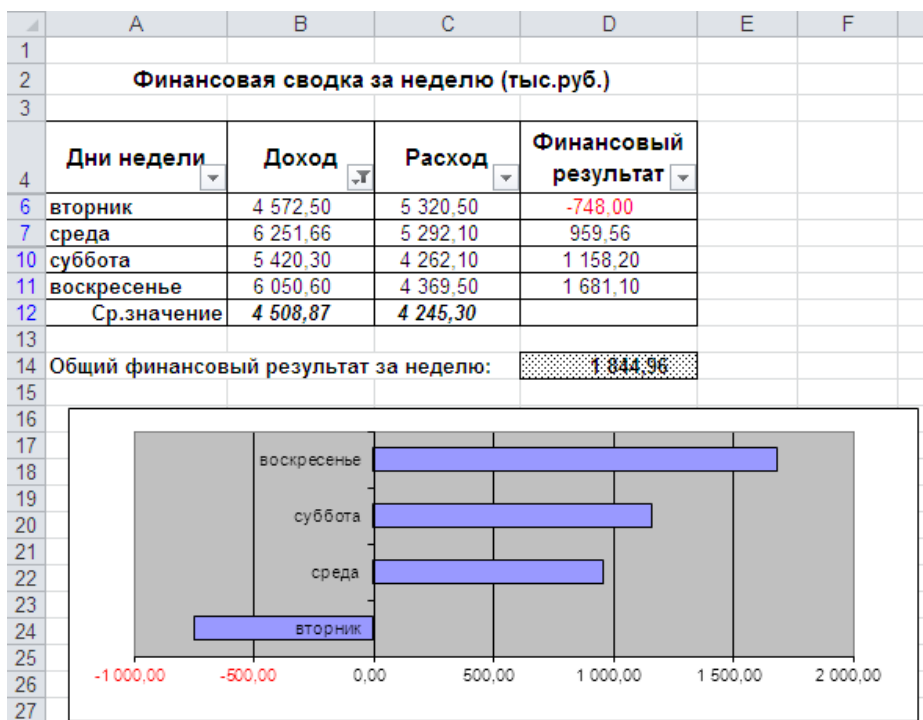 A B C D E F
1
2 Финансовая сводка за неделю (тыс.руб.)
3
4 Дни недели Доход Расход Финансовый результат
6 вторник 4 572,50 5 320,50 -748,00
7 среда 6 251,66 5 292,10 959,56
10 суббота 5 420,30 4 262,10 1 158,20
11 воскресенье 6 050,60 4 369,50 1 681,10
12 Ср.значение 4 508,87 4 245,30
13
14 Общий финансовый результат за неделю: 1 844,96
15
16
17
18
19
20
21
22
23
24
25
26
27
воскресенье
суббота
среда
вторник
-1 000,00 -500,00 0,00 500,00 1 000,00 1 500,00 2 000,00